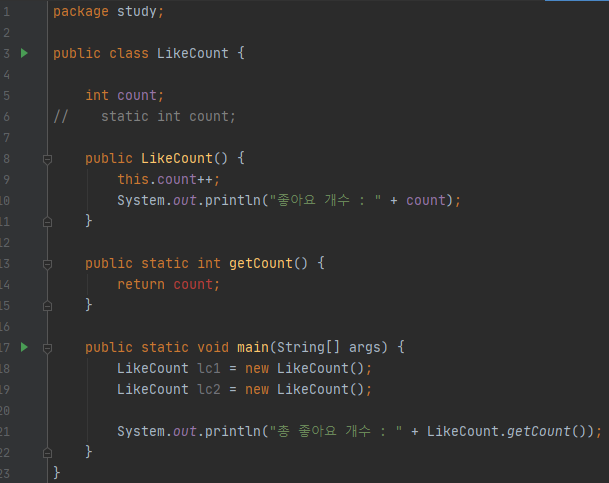 1 package study;
2
3 public class LikeCount {
4
5 int count;
6 // static int count;
7
8 public LikeCount() {
9 this.count++;
10 System.out.println("좋아요 개수 : " + count);
11 }
12
13 public static int getCount() {
14 return count;
15 }
16
17 public static void main(String[] args) {
18 LikeCount lc1 = new LikeCount();
19 LikeCount lc2 = new LikeCount();
20
21 System.out.println("총 좋아요 개수 : " + LikeCount.getCount());
22 }
23 }